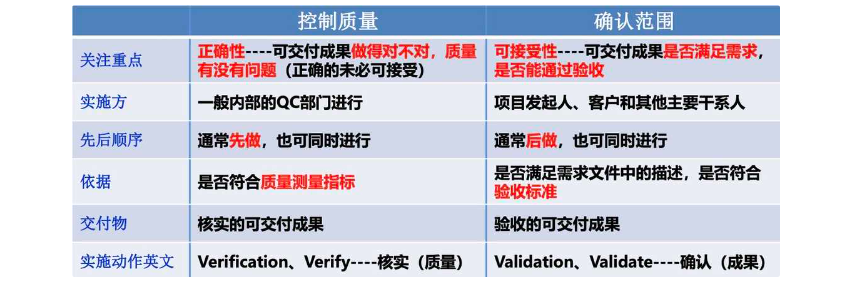 控制质量 确认范围
关注重点 正确性----可交付成果做得对不对，质量有没有问题（正确的未必可接受） 可接受性----可交付成果是否满足需求，是否能通过验收
实施方 一般内部的QC部门进行 项目发起人、客户和其他主要干系人
先后顺序 通常先做，也可同时进行 通常后做，也可同时进行
依据 是否符合质量测量指标 是否满足需求文件中的描述，是否符合验收标准
交付物 核实的可交付成果 验收的可交付成果
实施动作英文 Verification、Verify----核实（质量） Validation、Validate----确认（成果）